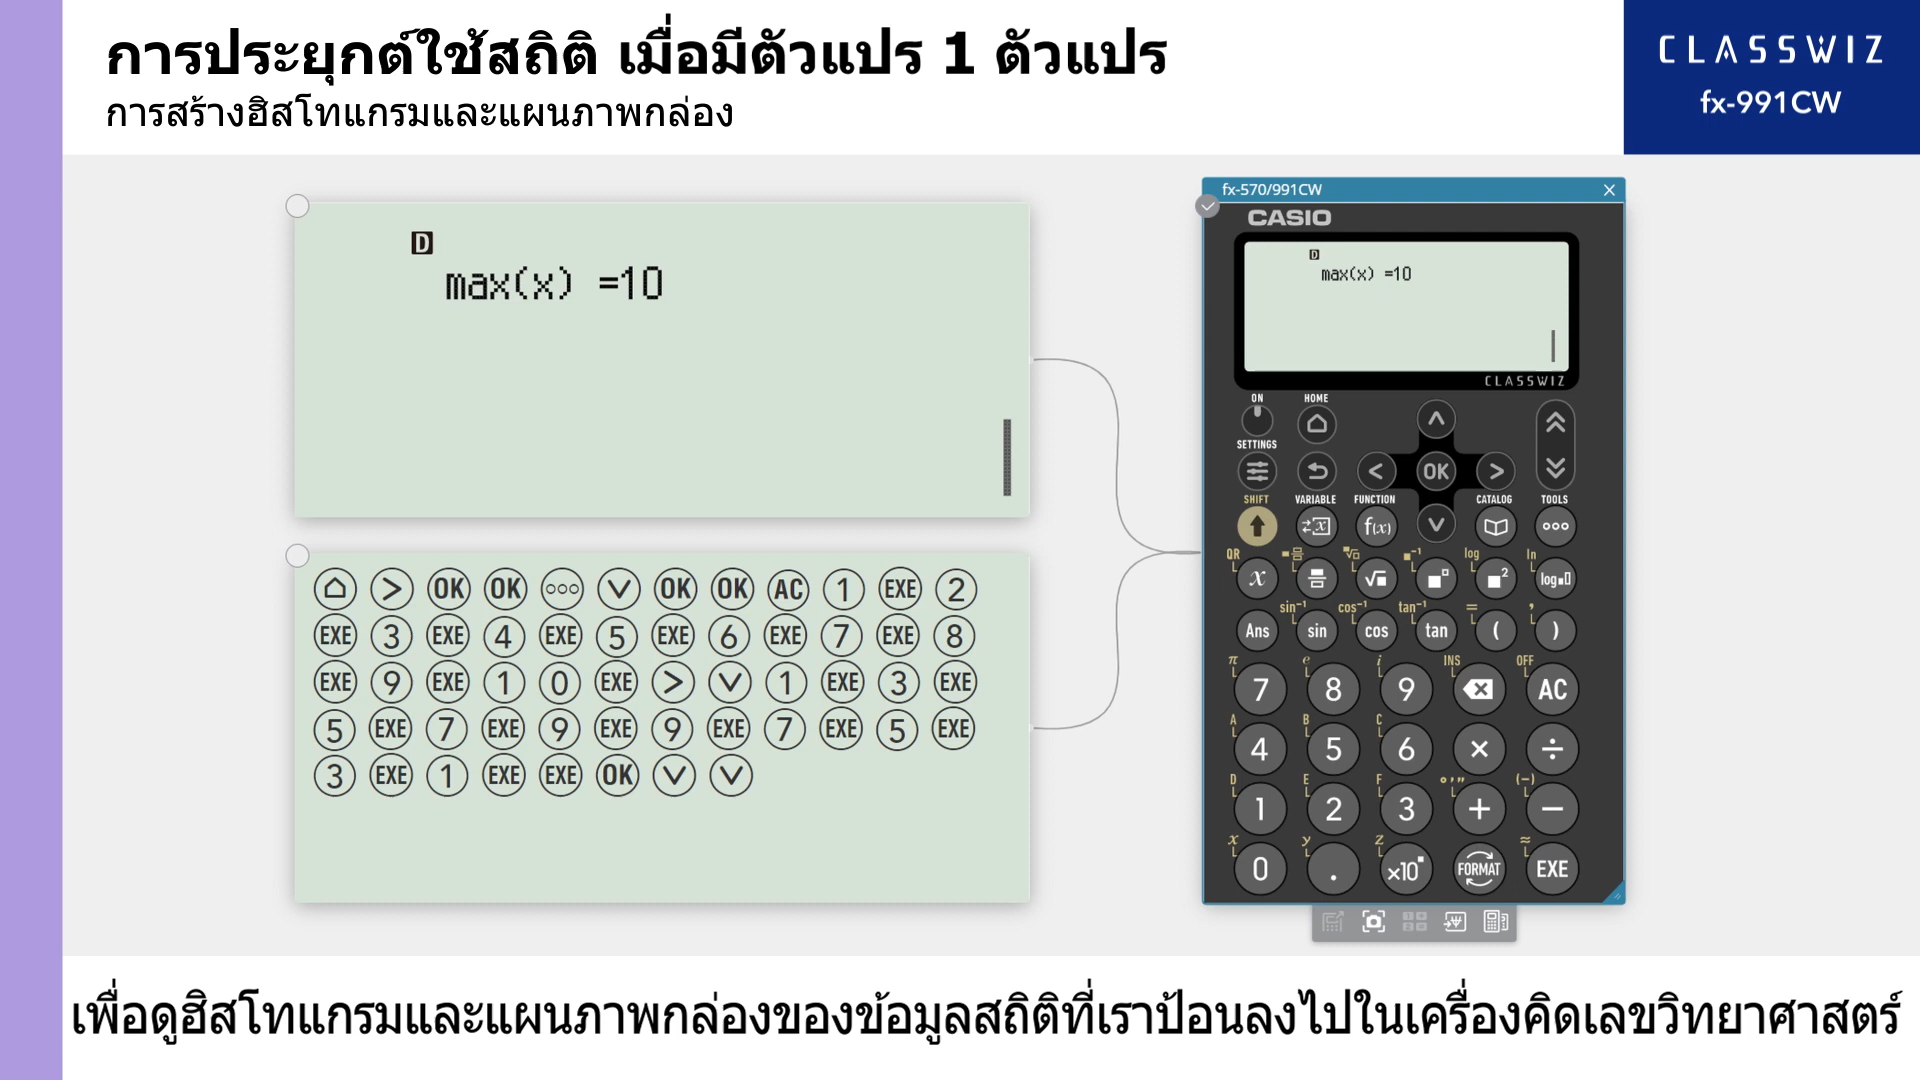 การประยุกต์ใช้สถิติ เมื่อมีตัวแปร 1 ตัวแปร
การสร้างฮิสโทแกรมและแผนภาพกล่อง
CLASSWIZ
fx-991CW
D
max(x) =10
> OK OK ∨ OK OK AC 1 EXE 2
EXE 3 EXE 4 EXE 5 EXE 6 EXE 7 EXE 8
EXE 9 EXE 1 0 EXE > ∨ 1 EXE 3 EXE
5 EXE 7 EXE 9 EXE 9 EXE 7 EXE 5 EXE
3 EXE 1 EXE EXE OK ∨ ∨
fx-570/991CW
CASIO
D
max(x) =10
CLASSWIZ
ON HOME
SETTINGS
< OK >
SHIFT VARIABLE FUNCTION CATALOG TOOLS
f(x)
QR √ -1 log ln
x √■ ■² log
sin⁻¹ cos⁻¹ tan⁻¹ = ,
Ans sin cos tan ( )
π e i INS OFF
7 8 9 AC
A B C
4 5 6 × ÷
D E F °′″ (−)
1 2 3 + −
x y z ≈
0 . ×10 FORMAT EXE
เพื่อดูฮิสโทแกรมและแผนภาพกล่องของข้อมูลสถิติที่เราป้อนลงไปในเครื่องคิดเลขวิทยาศาสตร์